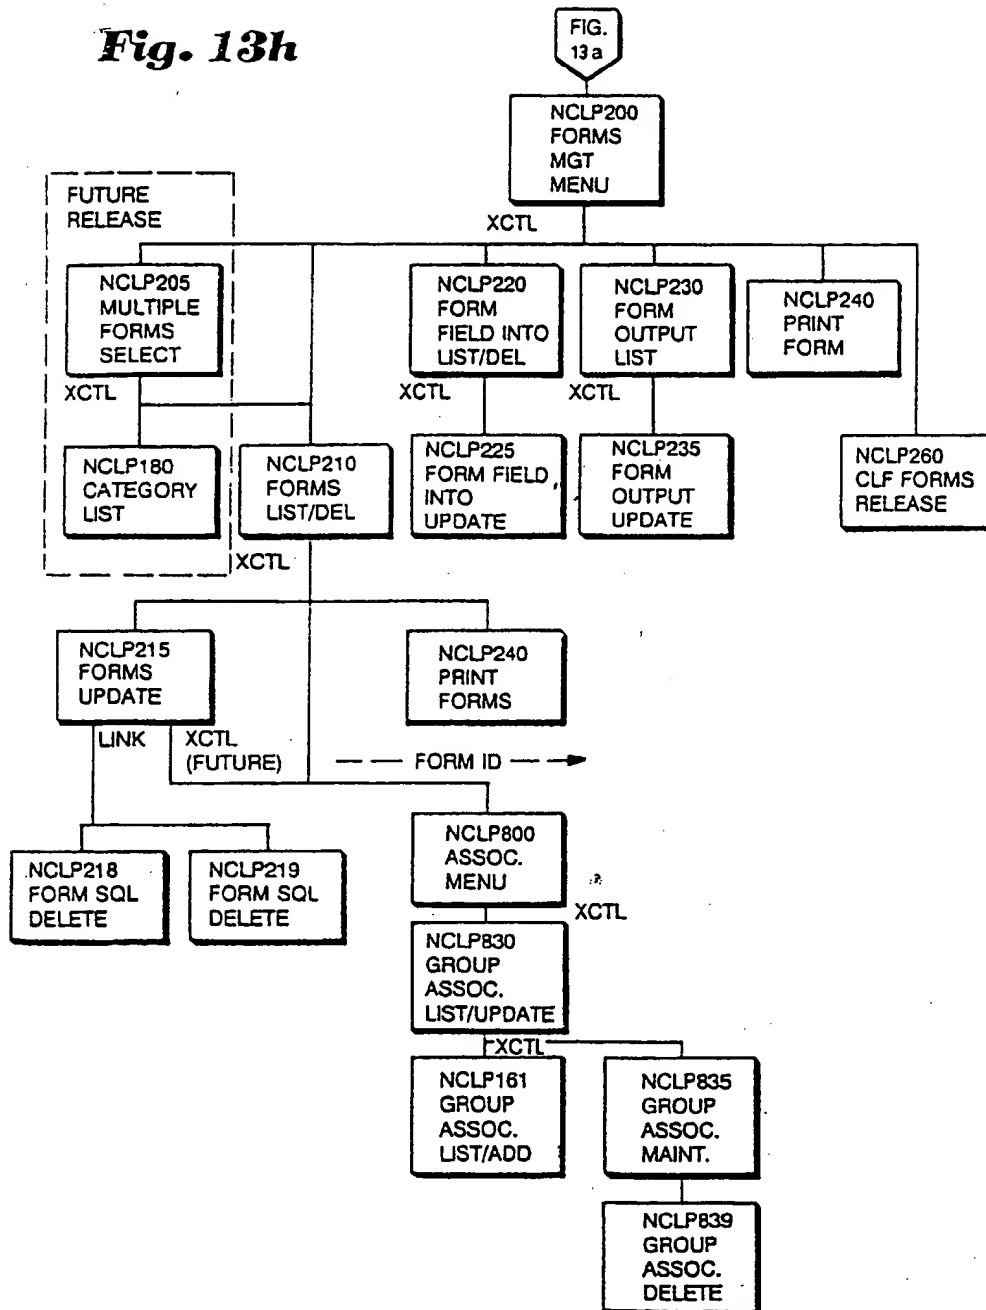 Fig. 13h
FIG.
13a
NCLP200
FORMS
MGT
MENU
XCTL
FUTURE
RELEASE
NCLP205
MULTIPLE
FORMS
SELECT
NCLP220
FORM
FIELD INTO
LIST/DEL
NCLP230
FORM
OUTPUT
LIST
NCLP240
PRINT
FORM
XCTL
XCTL
XCTL
NCLP180
CATEGORY
LIST
NCLP210
FORMS
LIST/DEL
NCLP225
FORM FIELD
INTO
UPDATE
NCLP235
FORM
OUTPUT
UPDATE
NCLP260
CLF FORMS
RELEASE
XCTL
NCLP215
FORMS
UPDATE
NCLP240
PRINT
FORMS
LINK
XCTL
(FUTURE)
FORM ID
NCLP218
FORM SQL
DELETE
NCLP219
FORM SQL
DELETE
NCLP800
ASSOC.
MENU
XCTL
NCLP830
GROUP
ASSOC.
LIST/UPDATE
XCTL
NCLP161
GROUP
ASSOC.
LIST/ADD
NCLP835
GROUP
ASSOC.
MAINT.
NCLP839
GROUP
ASSOC.
DELETE